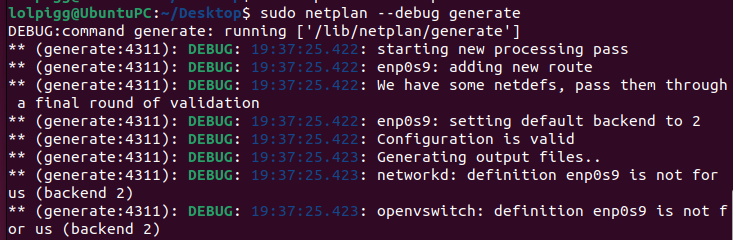 lolpigg@UbuntuPC:~/Desktop$ sudo netplan --debug generate
DEBUG:command generate: running ['/lib/netplan/generate']
** (generate:4311): DEBUG: 19:37:25.422: starting new processing pass
** (generate:4311): DEBUG: 19:37:25.422: enp0s9: adding new route
** (generate:4311): DEBUG: 19:37:25.422: We have some netdefs, pass them through
 a final round of validation
** (generate:4311): DEBUG: 19:37:25.422: enp0s9: setting default backend to 2
** (generate:4311): DEBUG: 19:37:25.422: Configuration is valid
** (generate:4311): DEBUG: 19:37:25.423: Generating output files..
** (generate:4311): DEBUG: 19:37:25.423: networkd: definition enp0s9 is not for 
us (backend 2)
** (generate:4311): DEBUG: 19:37:25.423: openvswitch: definition enp0s9 is not f
or us (backend 2)